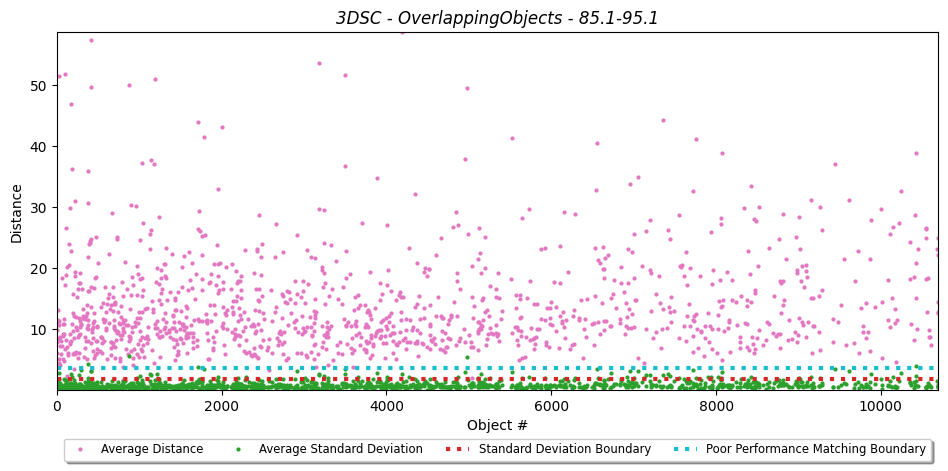 3DSC - OverlappingObjects - 85.1-95.1
Distance
50
40
30
20
10
0 2000 4000 6000 8000 10000
Object #
Average Distance Average Standard Deviation Standard Deviation Boundary Poor Performance Matching Boundary